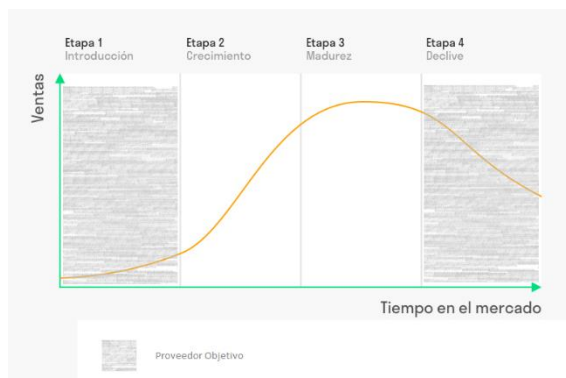 Etapa 1
Introducción
Etapa 2
Crecimiento
Etapa 3
Madurez
Etapa 4
Declive
Ventas
Tiempo en el mercado
Proveedor Objetivo